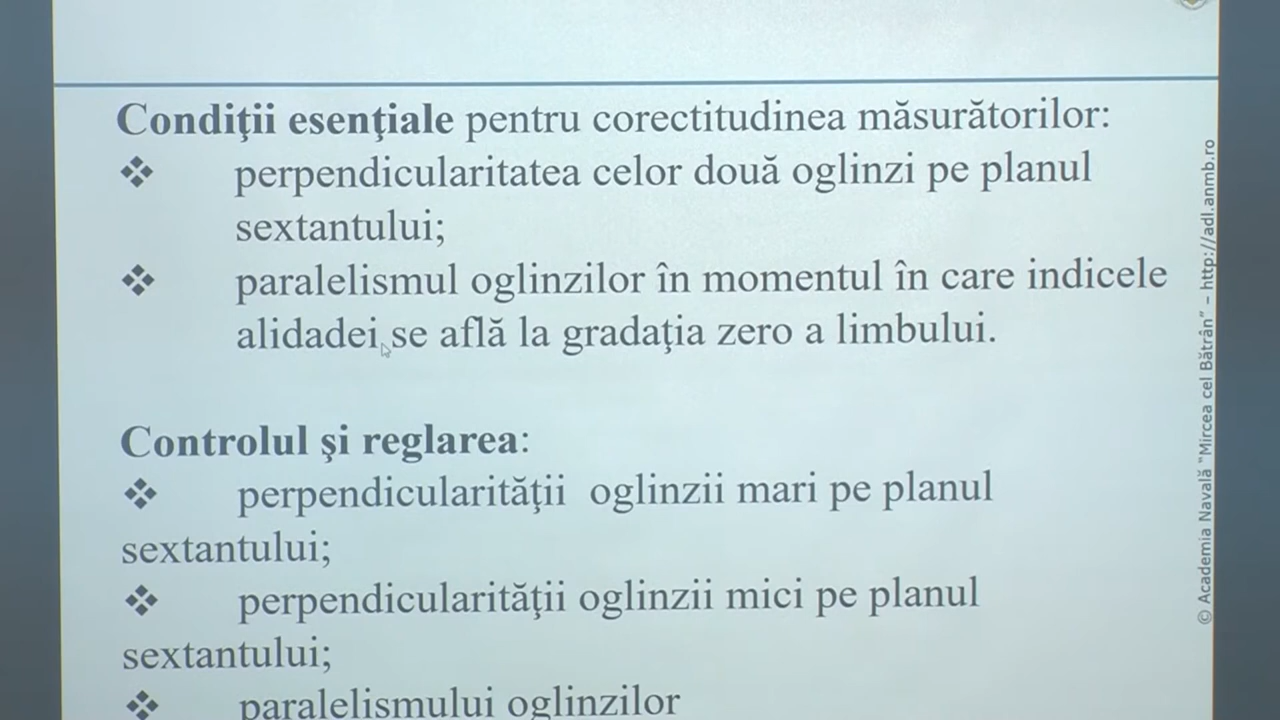 Condiţii esenţiale pentru corectitudinea măsurătorilor:
❖ perpendicularitatea celor două oglinzi pe planul
sextantului;
❖ paralelismul oglinzilor în momentul în care indicele
alidadei se află la gradaţia zero a limbului.
Controlul şi reglarea:
❖ perpendicularităţii oglinzii mari pe planul
sextantului;
❖ perpendicularităţii oglinzii mici pe planul
sextantului;
❖ paralelismului oglinzilor
© Academia Navală "Mircea cel Bătrân" – http://adl.anmb.ro